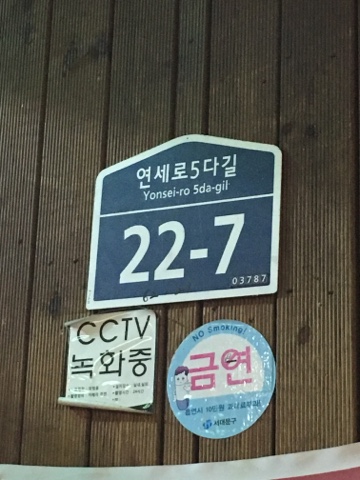 연세로5다길
Yonsei-ro 5da-gil
22-7
03787
CCTV
녹화중
No Smoking!
금연
서대문구